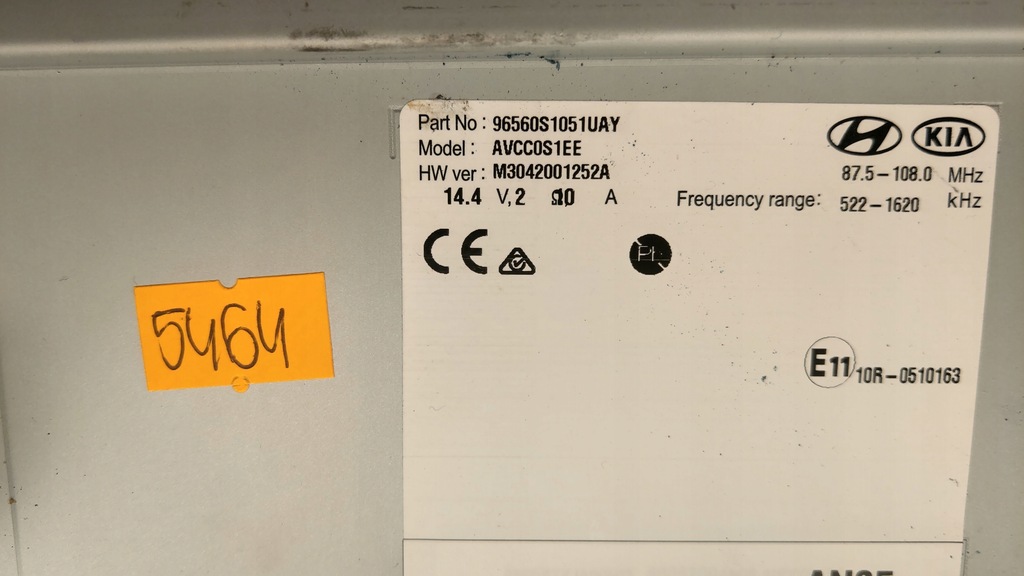 Part No : 96560S1051UAY
Model : AVCC0S1EE
HW ver : M3042001252A
14.4 V, 2 Ω10 A
KIA
87.5-108.0 MHz
Frequency range: 522-1620 kHz
CE
5464
E11 10R-0510163